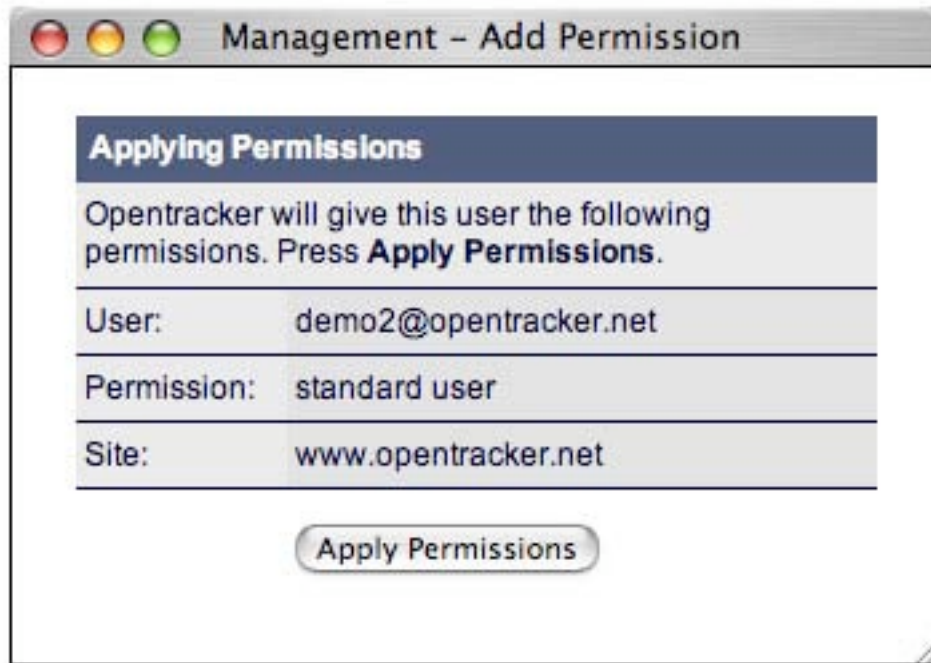 Management – Add Permission
Applying Permissions
Opentracker will give this user the following
permissions. Press Apply Permissions.
User: demo2@opentracker.net
Permission: standard user
Site: www.opentracker.net
Apply Permissions